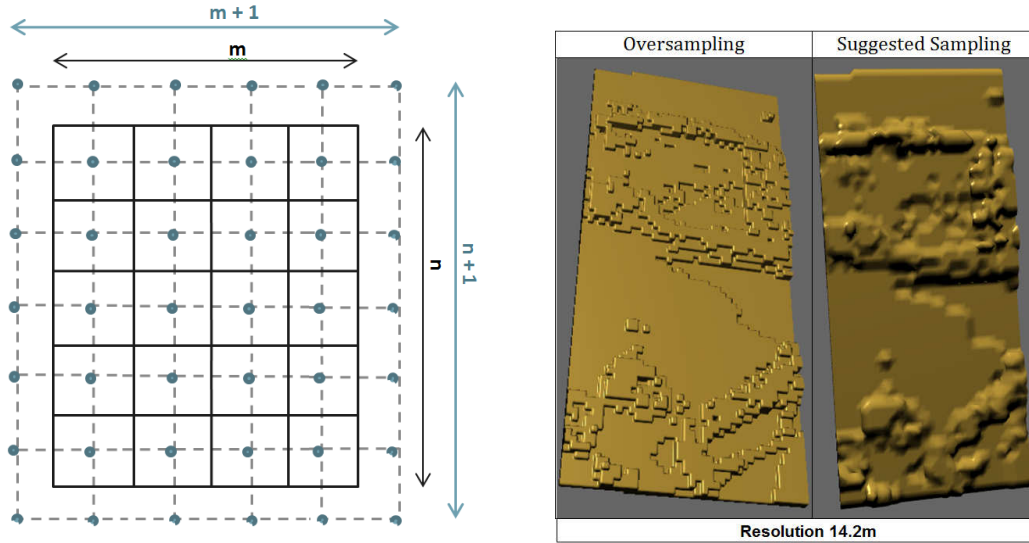 m + 1
m
n
n + 1
Oversampling
Suggested Sampling
Resolution 14.2m